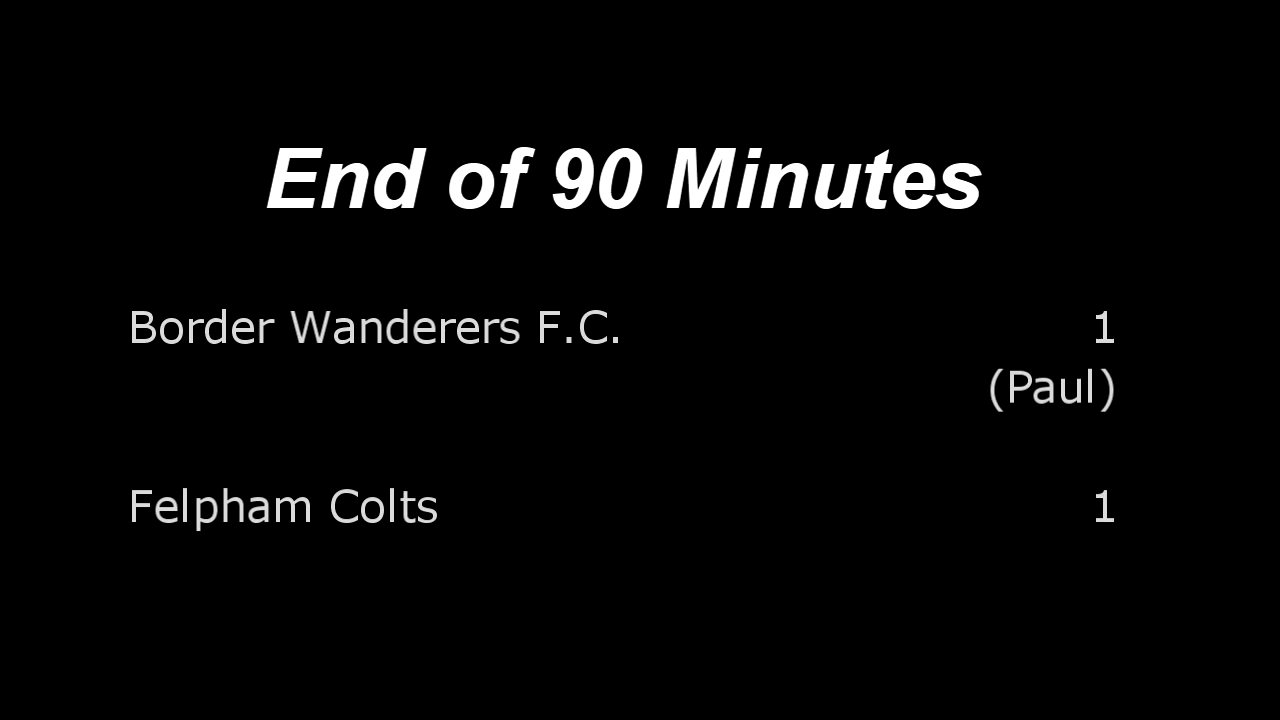 End of 90 Minutes
Border Wanderers F.C. 1
(Paul)
Felpham Colts 1